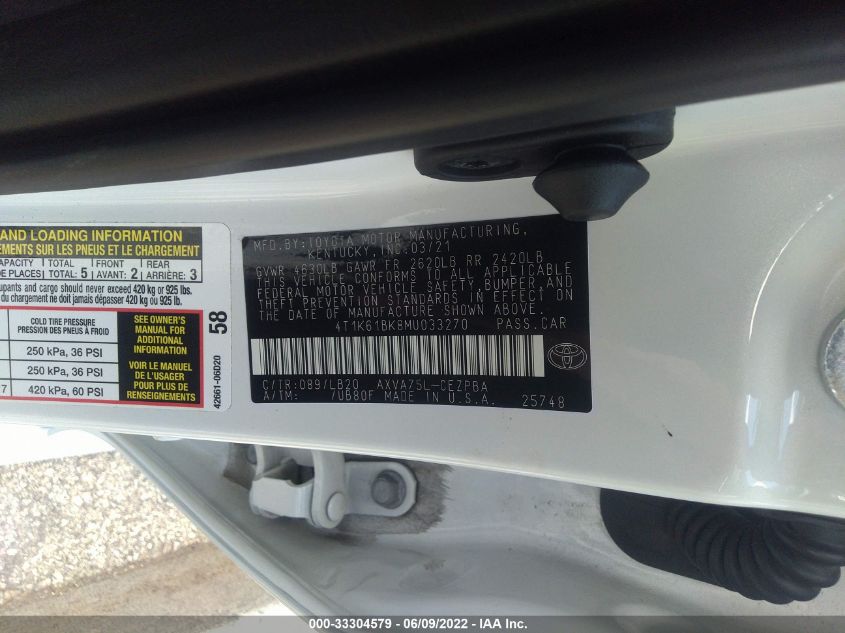 AND LOADING INFORMATION
NEMENTS SUR LES PNEUS ET LE CHARGEMENT
CAPACITY TOTAL FRONT REAR
DE PLACES TOTAL: 5 AVANT: 2 ARRIÈRE: 3
upants and cargo should never exceed 420 kg or 925 lbs.
du chargement ne doit jamais dépasser 420 kg ou 925 lb.
COLD TIRE PRESSURE
PRESSION DU PNEU À FROID
250 kPa, 36 PSI
250 kPa, 36 PSI
420 kPa, 60 PSI
SEE OWNER'S
MANUAL FOR
ADDITIONAL
INFORMATION
VOIR LE MANUEL
DE L'USAGER
POUR PLUS DE
RENSEIGNEMENTS
58
42661-06D20
MFD.BY:TOYOTA MOTOR MANUFACTURING,
KENTUCKY, INC. 03/21
GVWR 4630LB GAWR FR 2620LB RR 2420LB
THIS VEHICLE CONFORMS TO ALL APPLICABLE
FEDERAL MOTOR VEHICLE SAFETY, BUMPER, AND
THEFT PREVENTION STANDARDS IN EFFECT ON
THE DATE OF MANUFACTURE SHOWN ABOVE.
4T1K61BK8MU033270 PASS.CAR
C/TR:089/LB20 AXVA75L-CEZPBA
A/TM: /UB80F MADE IN U.S.A. 25748
000-33304579 - 06/09/2022 - IAA Inc.